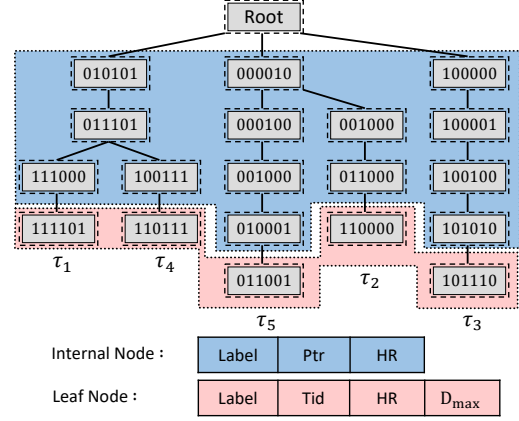 Root
010101 000010 100000
011101 000100 001000 100001
111000 100111 001000 011000 100100
111101 110111 010001 110000 101010
τ1 τ4 011001 τ2 101110
τ5 τ3
Internal Node : Label Ptr HR
Leaf Node : Label Tid HR Dmax